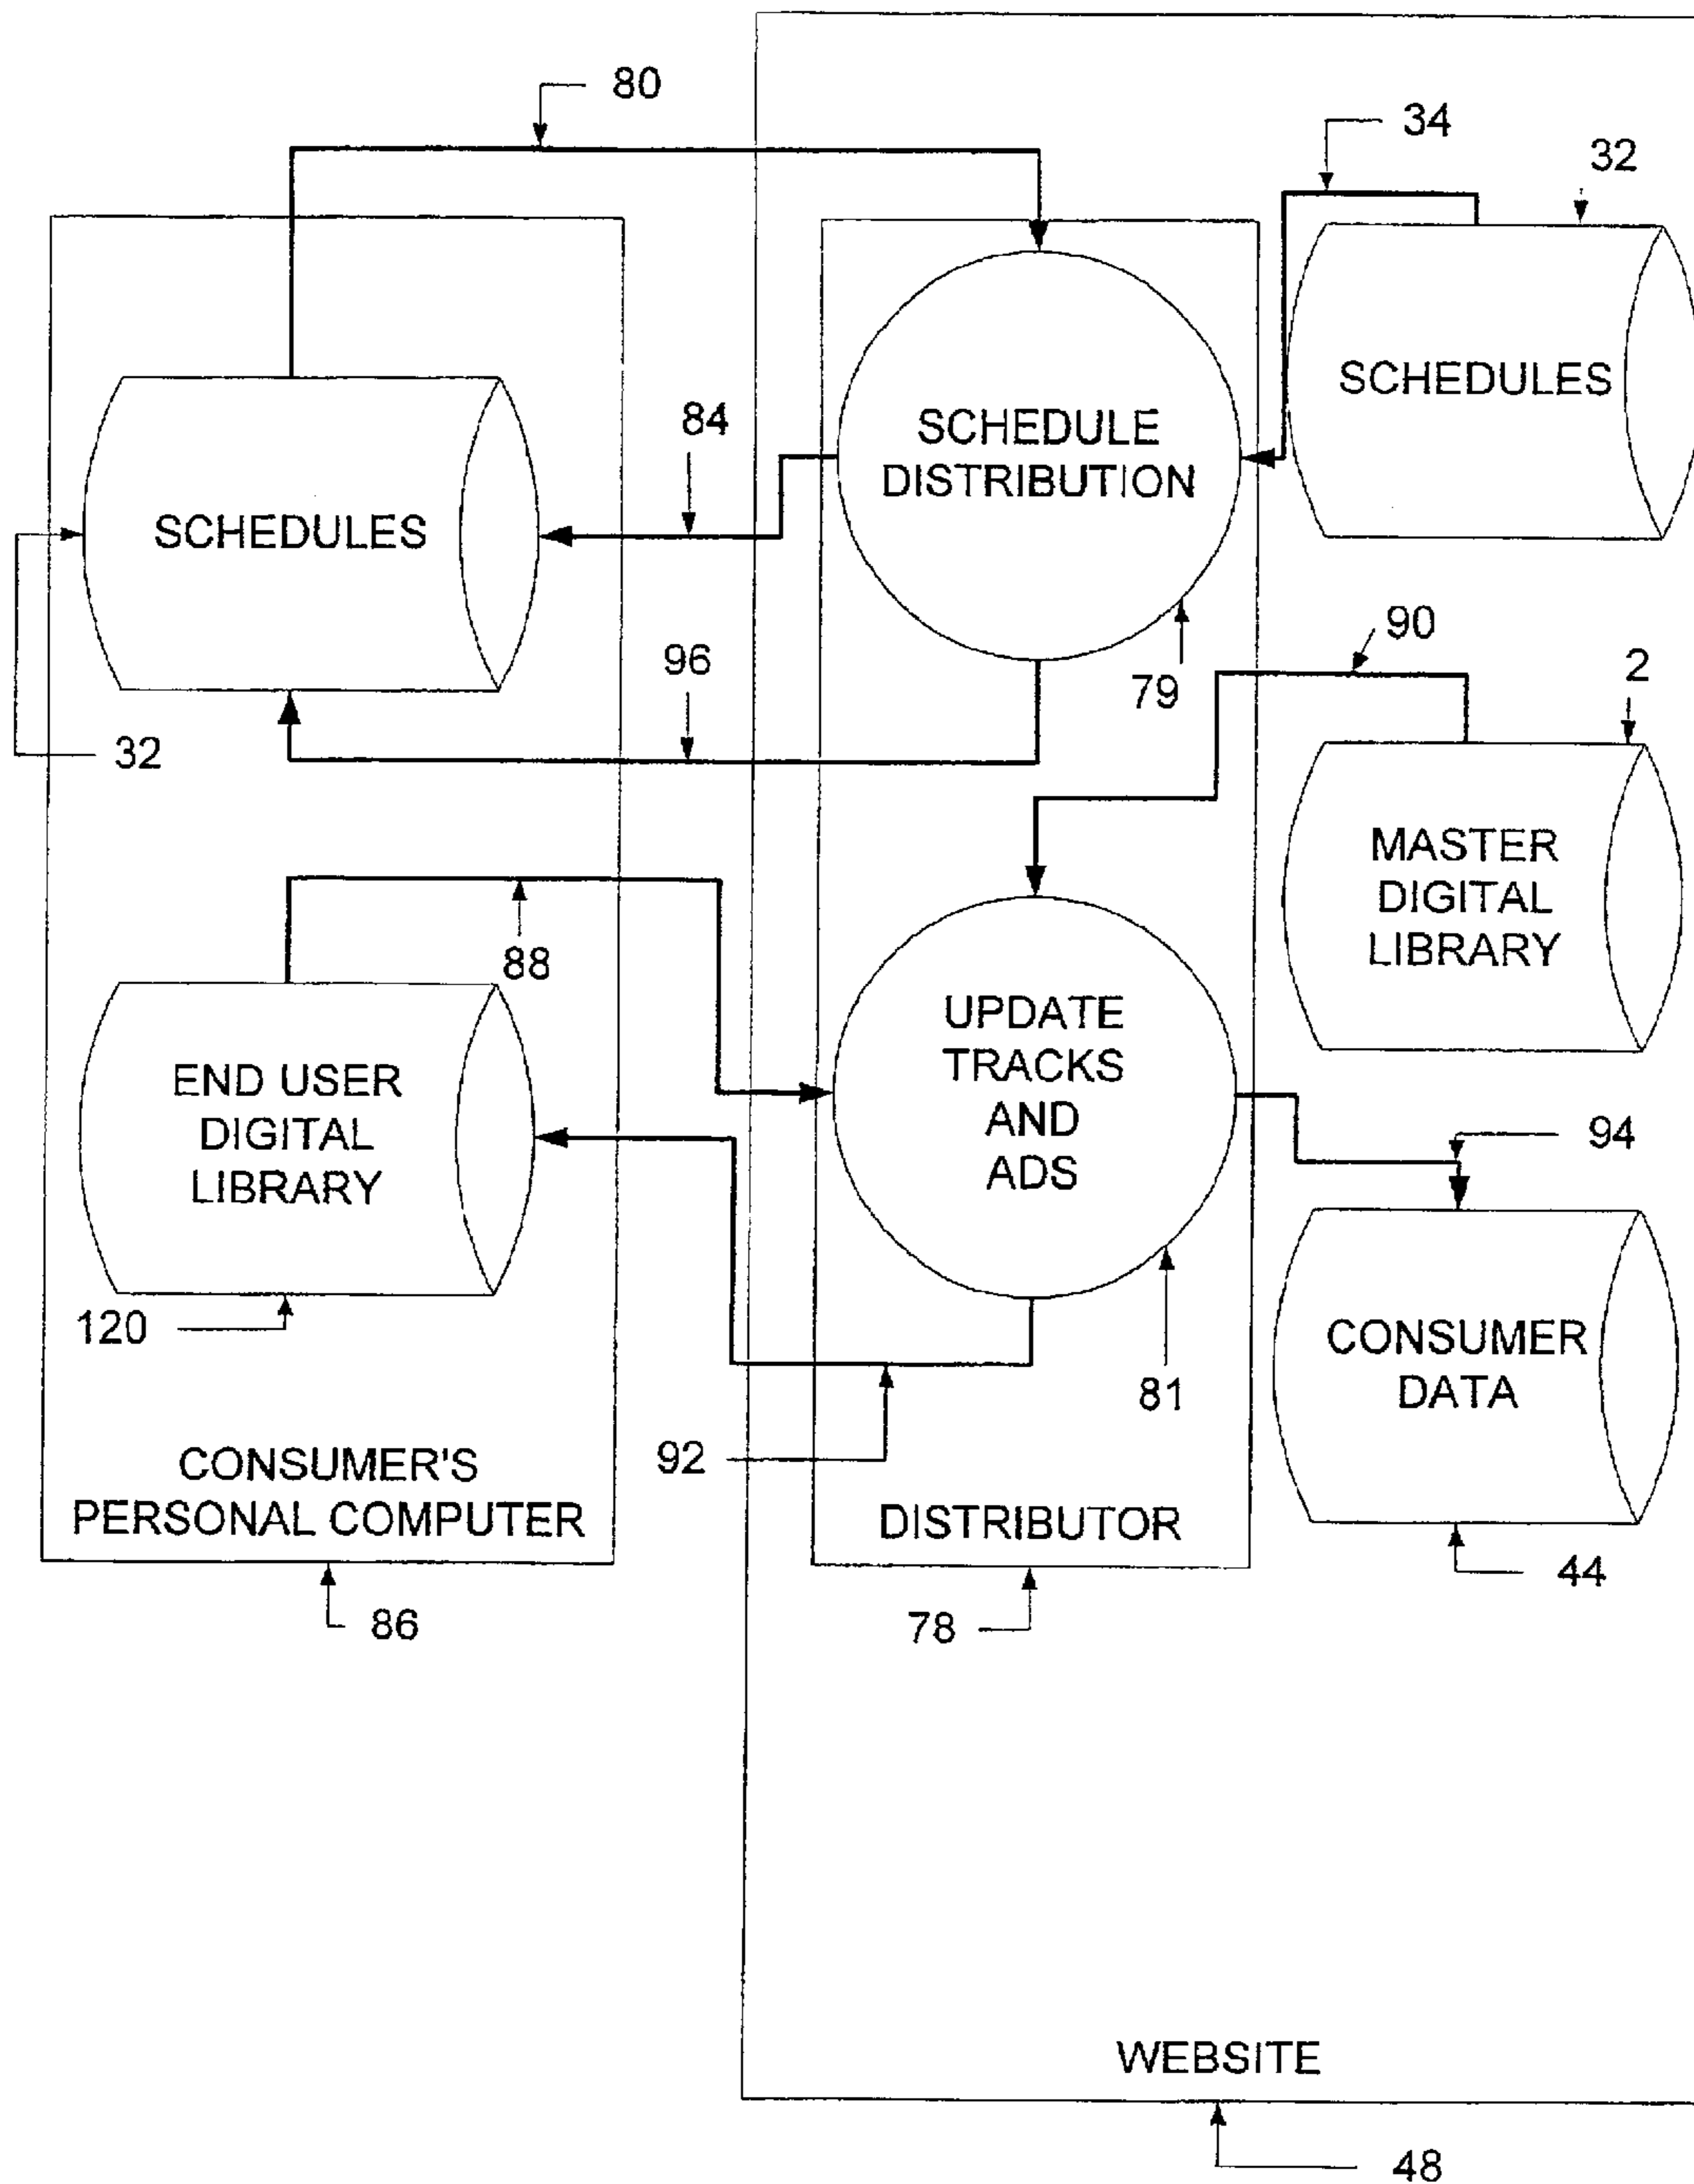 80
34
32
SCHEDULES
SCHEDULE
DISTRIBUTION
84
SCHEDULES
79
90
2
96
32
MASTER
DIGITAL
LIBRARY
88
UPDATE
TRACKS
AND
ADS
END USER
DIGITAL
LIBRARY
94
120
CONSUMER
DATA
81
92
CONSUMER'S
PERSONAL COMPUTER
DISTRIBUTOR
44
86
78
WEBSITE
48